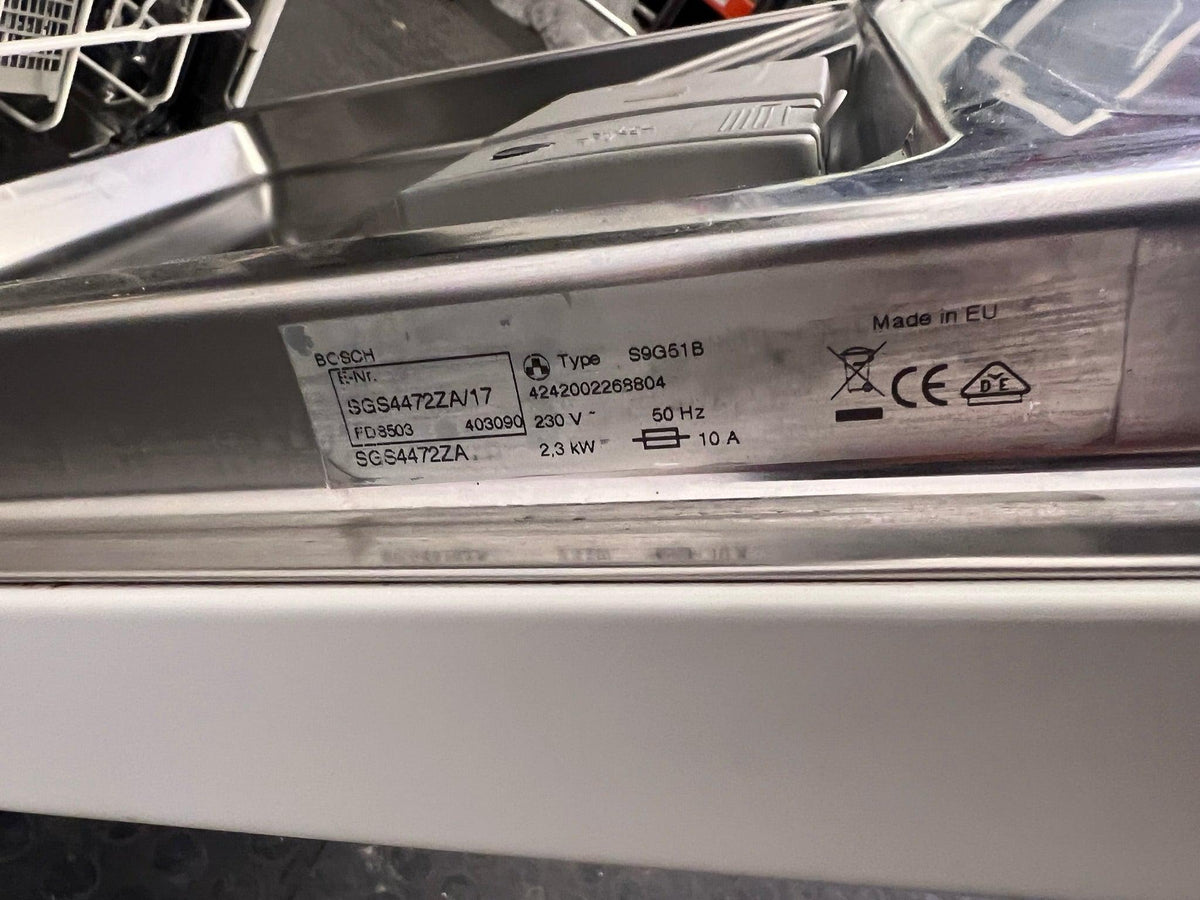 BOSCH
E-Nr.
SGS4472ZA/17
FD8503 403090
SGS4472ZA
Type S9G51B
4242002268804
230 V ~ 50 Hz
2,3 kW 10 A
Made in EU
CE
DVE